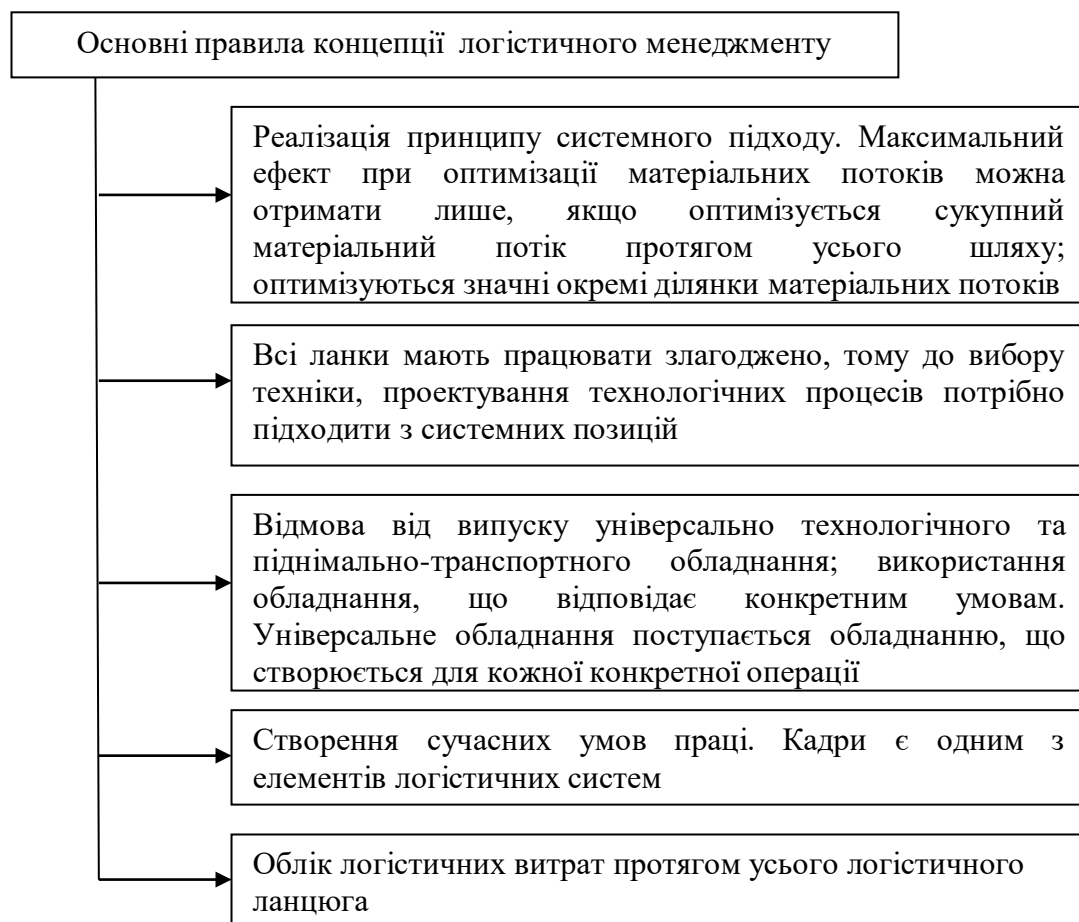 Основні правила концепції логістичного менеджменту
Реалізація принципу системного підходу. Максимальний
ефект при оптимізації матеріальних потоків можна
отримати лише, якщо оптимізується сукупний
матеріальний потік протягом усього шляху;
оптимізуються значні окремі ділянки матеріальних потоків
Всі ланки мають працювати злагоджено, тому до вибору
техніки, проектування технологічних процесів потрібно
підходити з системних позицій
Відмова від випуску універсально технологічного та
піднімально-транспортного обладнання; використання
обладнання, що відповідає конкретним умовам.
Універсальне обладнання поступається обладнанню, що
створюється для кожної конкретної операції
Створення сучасних умов праці. Кадри є одним з
елементів логістичних систем
Облік логістичних витрат протягом усього логістичного
ланцюга